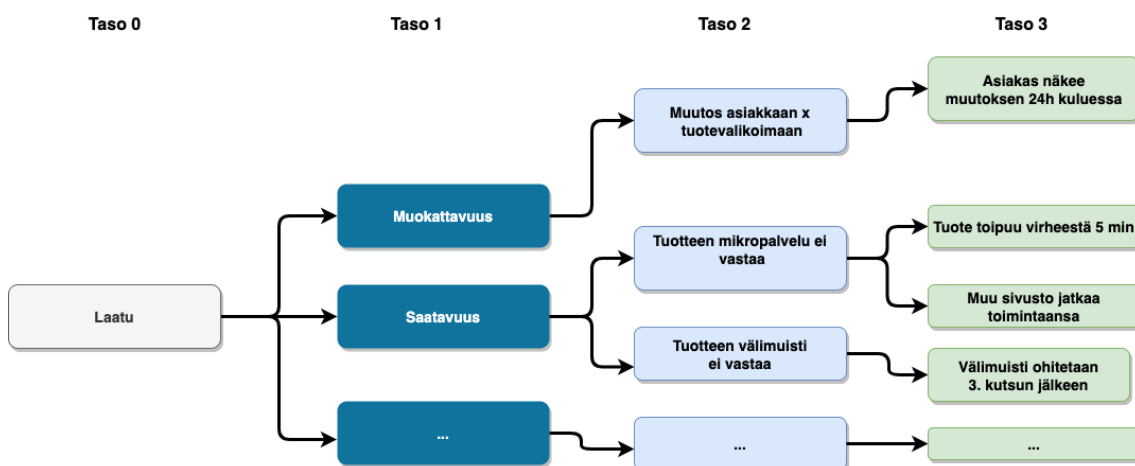 Taso 0
Taso 1
Taso 2
Taso 3
Laatu
Muokattavuus
Saatavuus
...
Muutos asiakkaan x
tuotevalikoimaan
Tuotteen mikropalvelu ei
vastaa
Tuotteen välimuisti
ei vastaa
...
Asiakas näkee
muutoksen 24h kuluessa
Tuote toipuu virheestä 5 min
Muu sivusto jatkaa
toimintaansa
Välimuisti ohitetaan
3. kutsun jälkeen
...